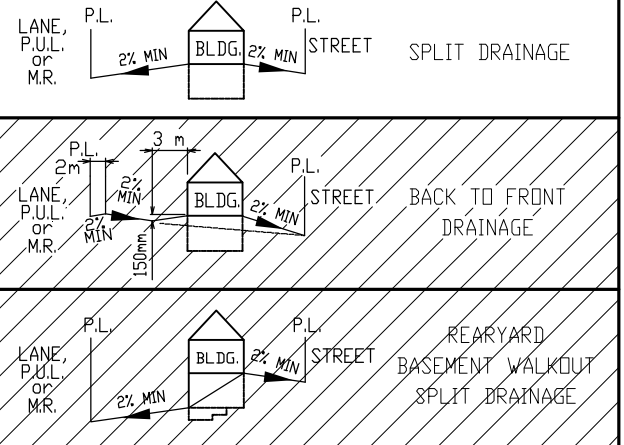 P.L.
P.L.
LANE,
P.U.L.
or
M.R.
2% MIN
BLDG.
2% MIN
STREET
SPLIT DRAINAGE
3 m
P.L.
2m
P.L.
LANE,
P.U.L.
or
M.R.
2%
MIN
2%
MIN
150mm
BLDG.
2% MIN
STREET
BACK TO FRONT
DRAINAGE
P.L.
P.L.
LANE,
P.U.L.
or
M.R.
2% MIN
BLDG.
2% MIN
STREET
REARYARD
BASEMENT WALKOUT
SPLIT DRAINAGE